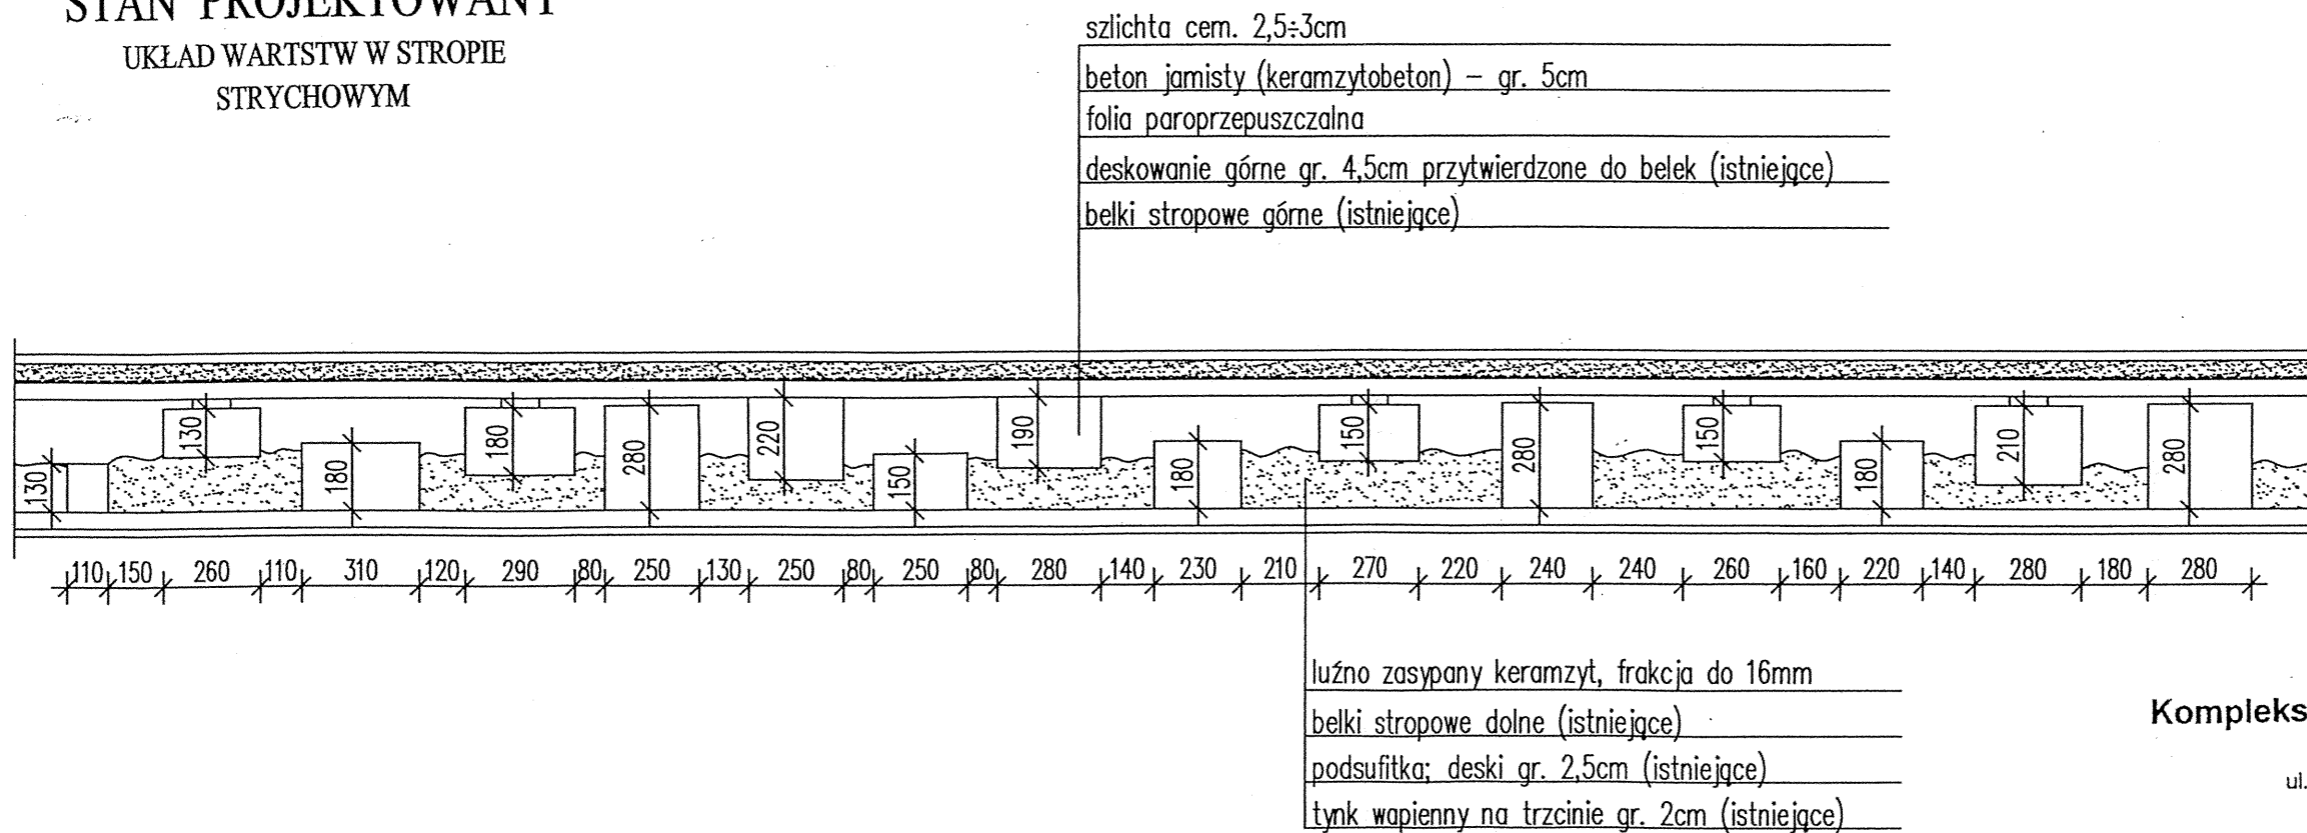 STAN PROJEKTOWANY
UKŁAD WARTSTW W STROPIE
STRYCHOWYM
szlichta cem. 2,5÷3cm
beton jamisty (keramzytobeton) – gr. 5cm
folia paroprzepuszczalna
deskowanie górne gr. 4,5cm przytwierdzone do belek (istniejące)
belki stropowe górne (istniejące)
130 130 180 180 280 220 150 190 180 150 280 150 180 210 280
110 150 260 110 310 120 290 80 250 130 250 80 250 80 280 140 230 210 270 220 240 240 260 160 220 140 280 180 280
luźno zasypany keramzyt, frakcja do 16mm
belki stropowe dolne (istniejące)
podsufitka; deski gr. 2,5cm (istniejące)
tynk wapienny na trzcinie gr. 2cm (istniejące)
Kompleks
ul.